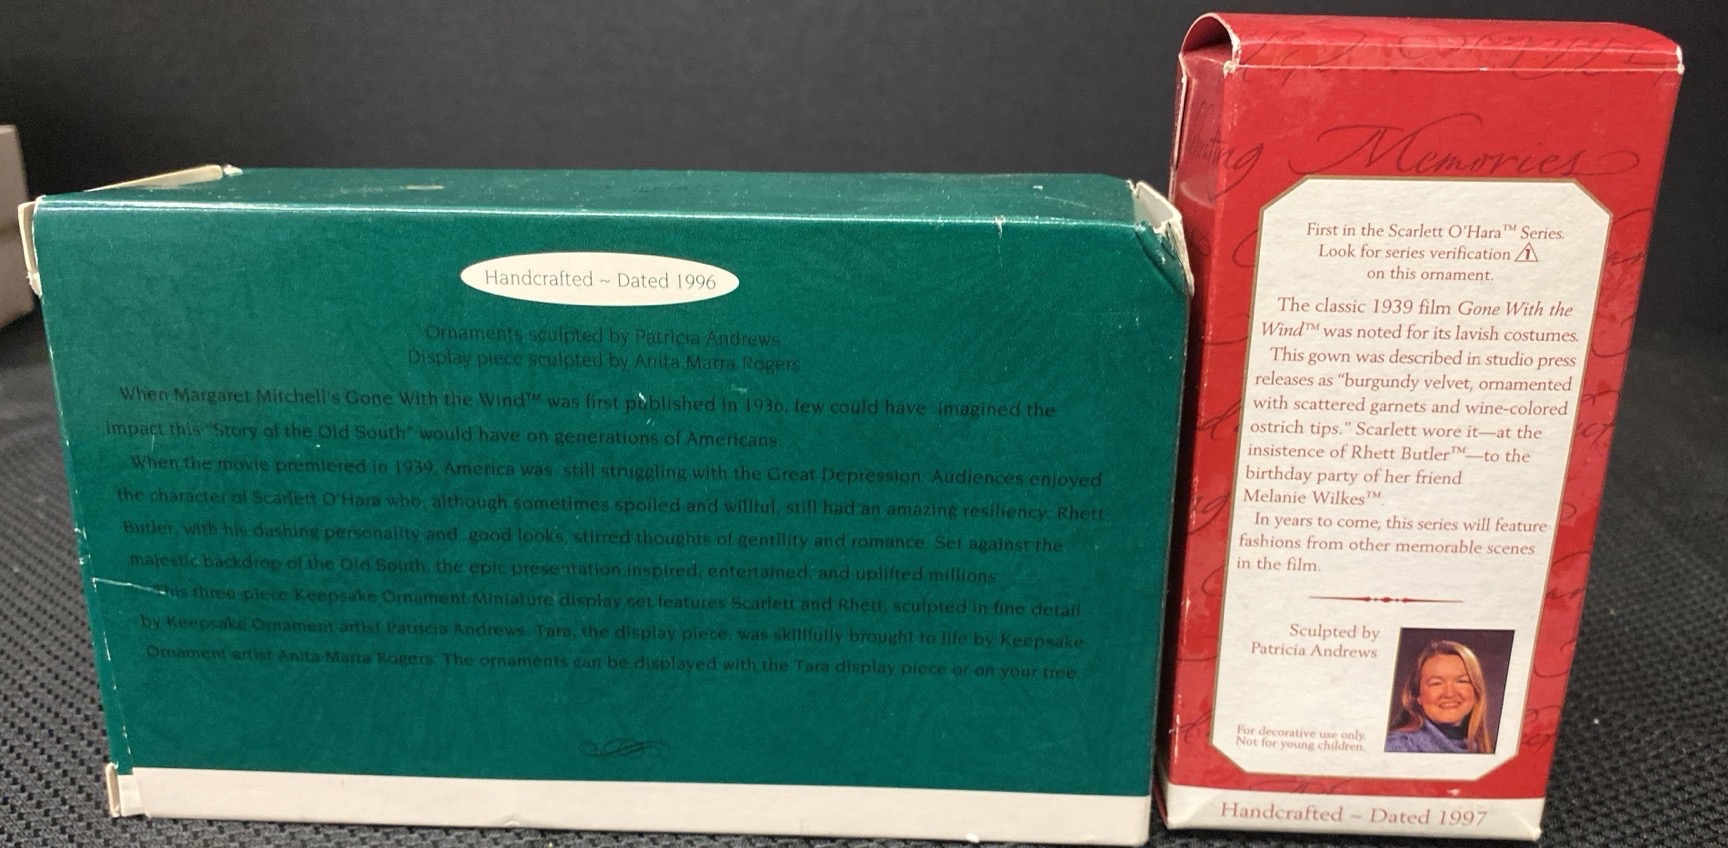 Handcrafted ~ Dated 1996
Ornaments sculpted by Patricia Andrews
Display piece sculpted by Anita Marra Rogers
When Margaret Mitchell's Gone With the Wind™ was first published in 1936, few could have imagined the
impact this "Story of the Old South" would have on generations of Americans.
When the movie premiered in 1939, America was still struggling with the Great Depression. Audiences enjoyed
the character of Scarlett O'Hara who, although sometimes spoiled and willful, still had an amazing resiliency. Rhett
Butler, with his dashing personality and good looks, stirred thoughts of gentility and romance. Set against the
majestic backdrop of the Old South, the epic presentation inspired, entertained, and uplifted millions.
This three-piece Keepsake Ornament Miniature display set features Scarlett and Rhett, sculpted in fine detail
by Keepsake Ornament artist Patricia Andrews. Tara, the display piece, was skillfully brought to life by Keepsake
Ornament artist Anita Marra Rogers. The ornaments can be displayed with the Tara display piece or on your tree.
Memories
First in the Scarlett O'Hara™ Series.
Look for series verification 1
on this ornament.
The classic 1939 film Gone With the
Wind™ was noted for its lavish costumes.
This gown was described in studio press
releases as "burgundy velvet, ornamented
with scattered garnets and wine-colored
ostrich tips." Scarlett wore it—at the
insistence of Rhett Butler™—to the
birthday party of her friend
Melanie Wilkes™.
In years to come, this series will feature
fashions from other memorable scenes
in the film.
Sculpted by
Patricia Andrews
For decorative use only.
Not for young children.
Handcrafted ~ Dated 1997